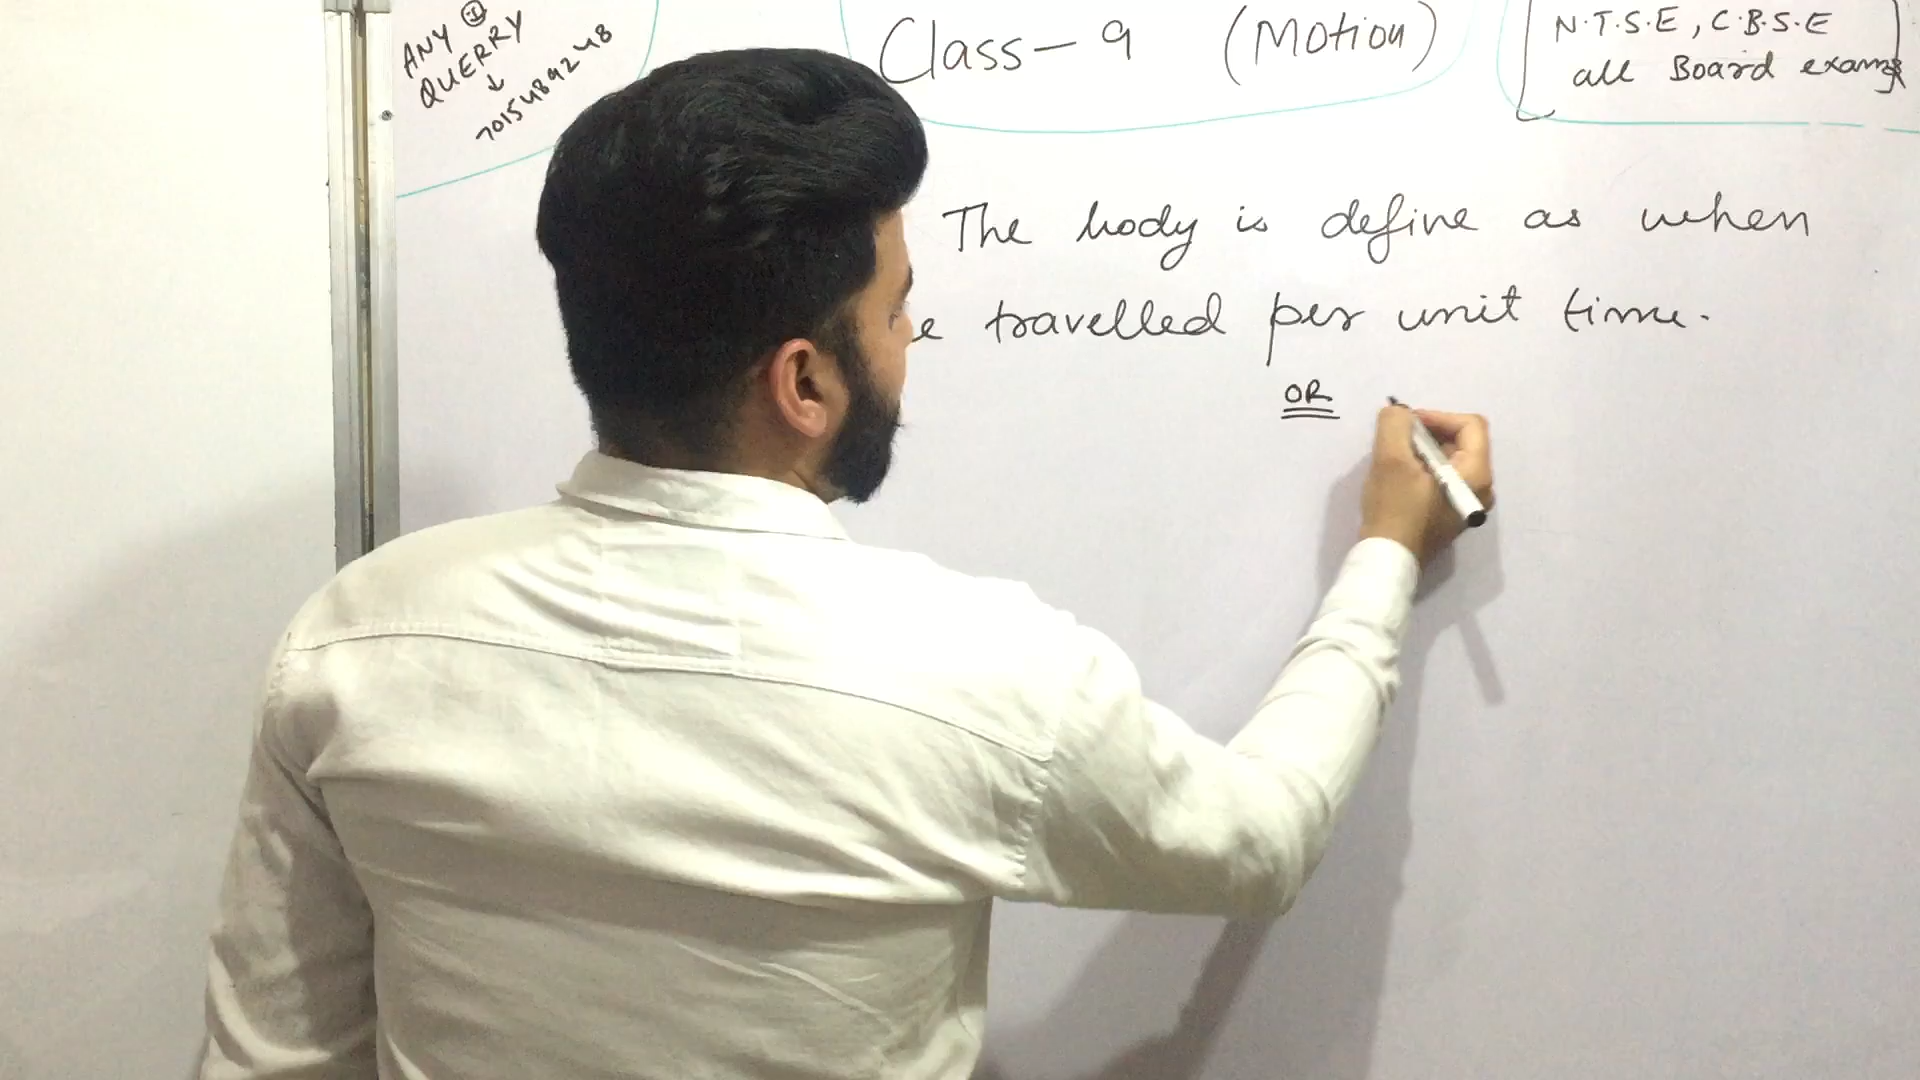 ANY
QUERRY
↓
7015489248
Class - 9 (Motion)
N.T.S.E, C.B.S.E
all Board exams
The body is define as when
travelled per unit time.
OR